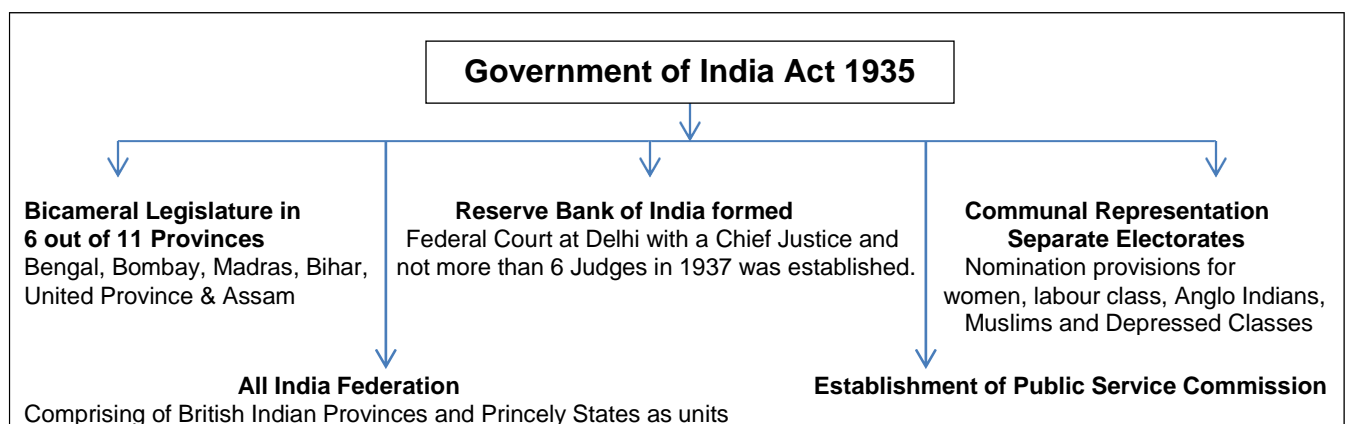 Government of India Act 1935
Bicameral Legislature in
6 out of 11 Provinces
Bengal, Bombay, Madras, Bihar,
United Province & Assam
Reserve Bank of India formed
Federal Court at Delhi with a Chief Justice and
not more than 6 Judges in 1937 was established.
Communal Representation
Separate Electorates
Nomination provisions for
women, labour class, Anglo Indians,
Muslims and Depressed Classes
All India Federation
Comprising of British Indian Provinces and Princely States as units
Establishment of Public Service Commission